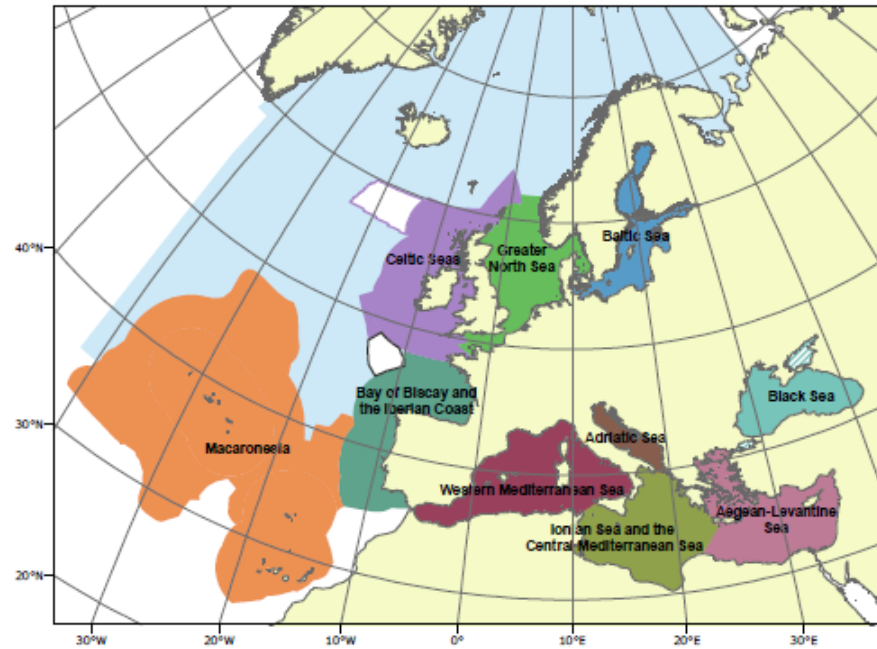 40°N
30°N
20°N
30°W
20°W
10°W
0°
10°E
20°E
30°E
Celtic Seas
Greater
North Sea
Baltic Sea
Bay of Biscay and
the Iberian Coast
Black Sea
Macaronesia
Adriatic Sea
Western Mediterranean Sea
Aegean-Levantine
Sea
Ionian Sea and the
Central Mediterranean Sea